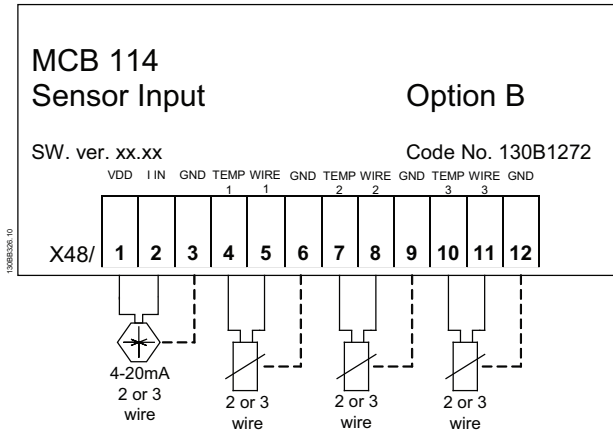 MCB 114
Sensor Input Option B
SW. ver. xx.xx Code No. 130B1272
VDD I IN GND TEMP 1 WIRE 1 GND TEMP 2 WIRE 2 GND TEMP 3 WIRE 3 GND
X48/ 1 2 3 4 5 6 7 8 9 10 11 12
130BB326.10
4-20mA
2 or 3
wire
2 or 3
wire
2 or 3
wire
2 or 3
wire